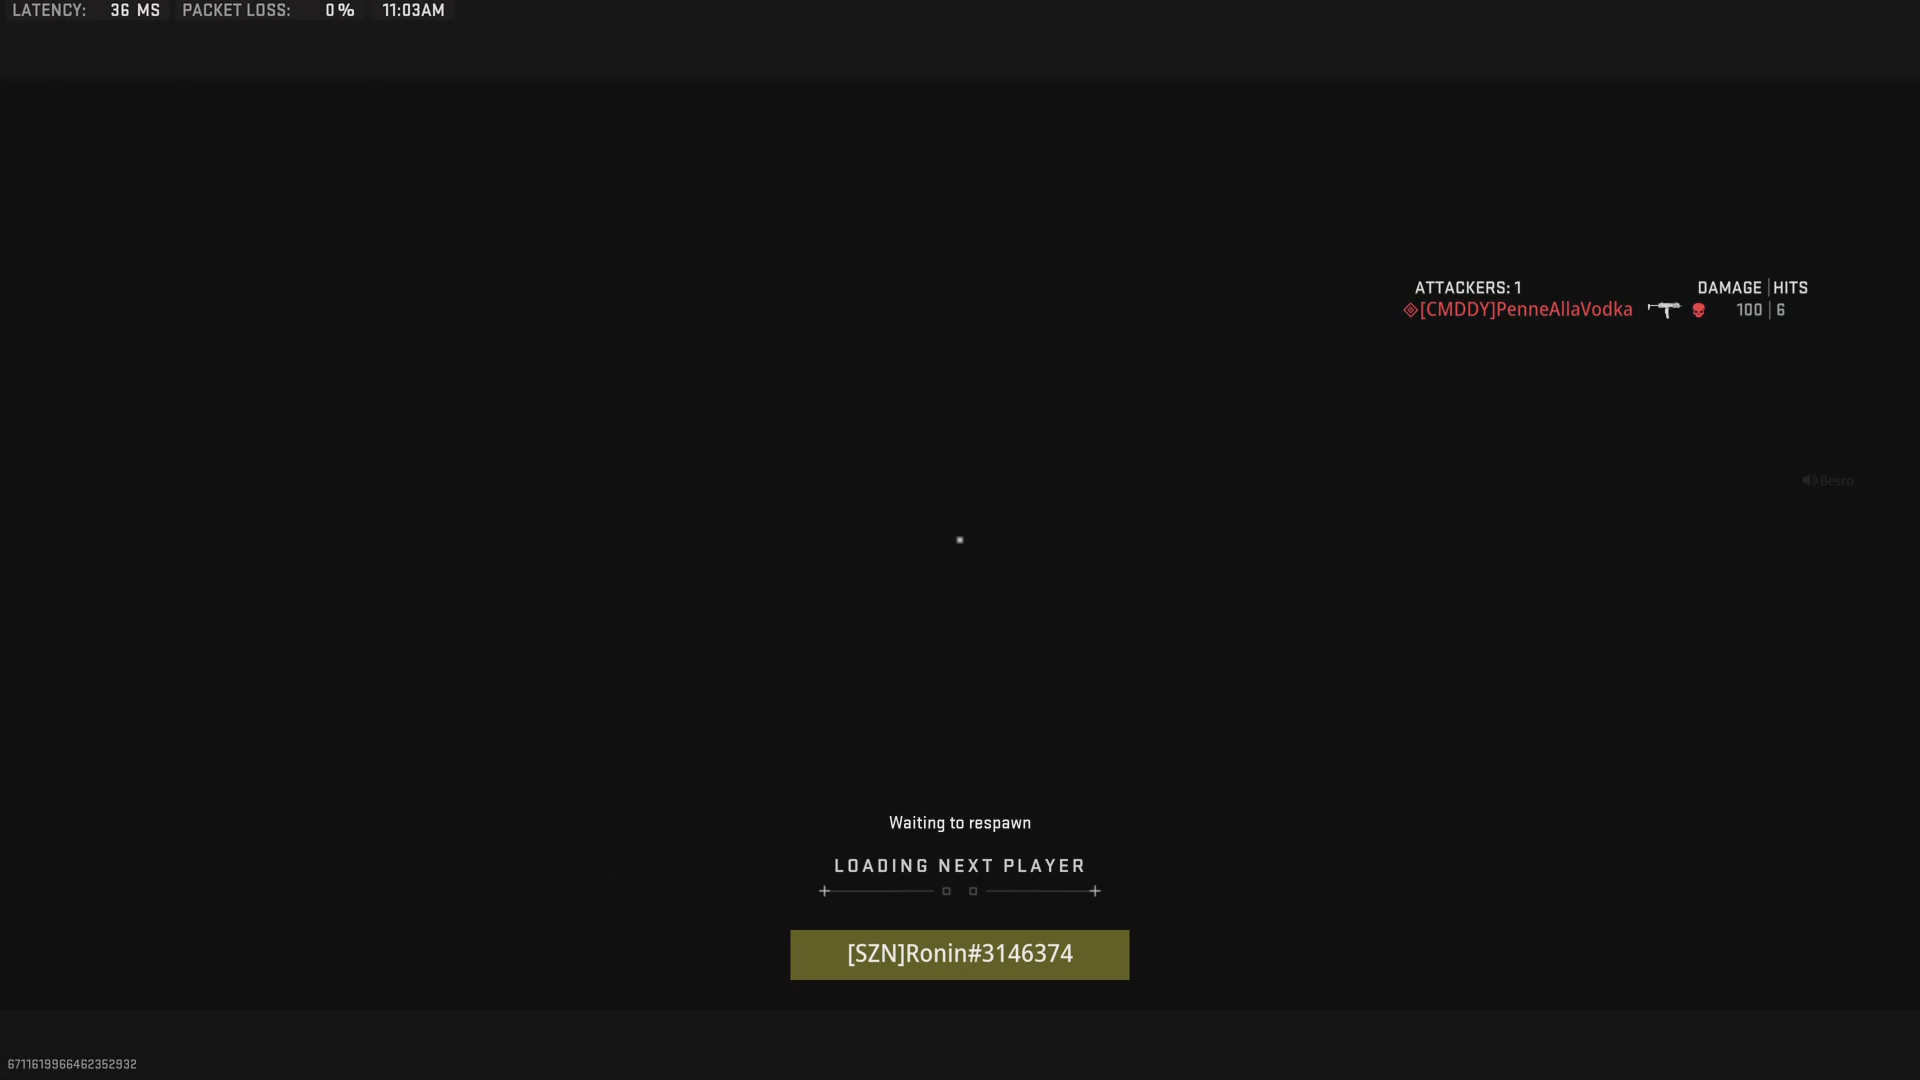 LATENCY: 36 MS PACKET LOSS: 0% 11:03AM
ATTACKERS: 1 DAMAGE HITS
[CMDDY]PenneAllaVodka 100 6
Besro
Waiting to respawn
LOADING NEXT PLAYER
[SZN]Ronin#3146374
6711619966462352932